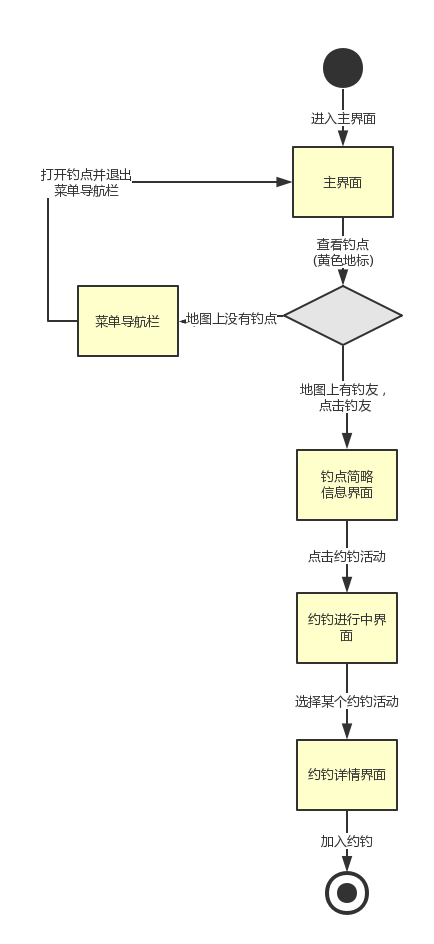 进入主界面
打开钓点并退出
菜单导航栏
主界面
查看钓点
(黄色地标)
菜单导航栏
地图上没有钓点
地图上有钓友，
点击钓友
钓点简略
信息界面
点击约钓活动
约钓进行中界
面
选择某个约钓活动
约钓详情界面
加入约钓